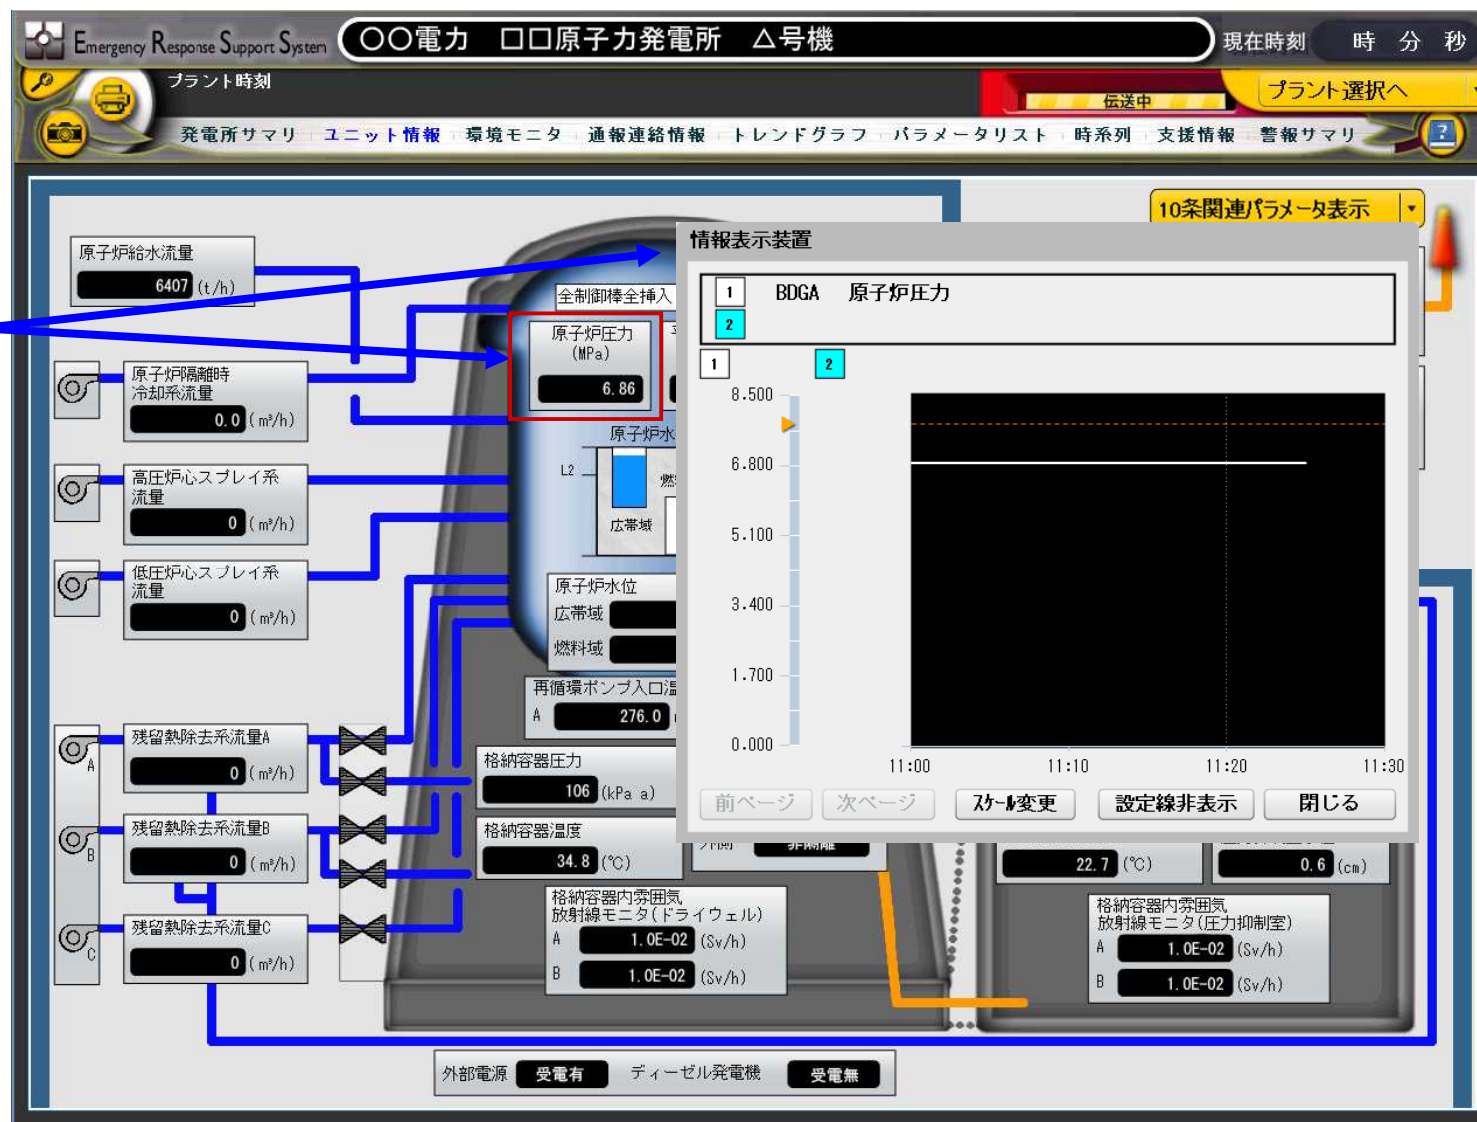 Emergency Response Support System
〇〇電力 □□原子力発電所 △号機
現在時刻 時 分 秒
プラント時刻
伝送中
プラント選択へ
発電所サマリ ユニット情報 環境モニタ 通報連絡情報 トレンドグラフ パラメータリスト 時系列 支援情報 警報サマリ
?
10条関連パラメータ表示
原子炉給水流量
6407 (t/h)
原子炉隔離時
冷却系流量
0.0 (m³/h)
高圧炉心スプレイ系
流量
0 (m³/h)
低圧炉心スプレイ系
流量
0 (m³/h)
残留熱除去系流量A
A
0 (m³/h)
残留熱除去系流量B
B
0 (m³/h)
残留熱除去系流量C
C
0 (m³/h)
全制御棒全挿入
原子炉圧力
(MPa)
6.86
原子炉水
L2
燃
広帯域
原子炉水位
広帯域
燃料域
再循環ポンプ入口温
A 276.0
格納容器圧力
106 (kPa a)
格納容器温度
34.8 (℃)
格納容器内雰囲気
放射線モニタ(ドライウェル)
A 1.0E-02 (Sv/h)
B 1.0E-02 (Sv/h)
情報表示装置
1 BDGA 原子炉圧力
2
1 2
8.500
6.800
5.100
3.400
1.700
0.000
11:00 11:10 11:20 11:30
前ページ 次ページ スケール変更 設定線非表示 閉じる
非隔離
22.7 (℃)
0.6 (cm)
格納容器内雰囲気
放射線モニタ(圧力抑制室)
A 1.0E-02 (Sv/h)
B 1.0E-02 (Sv/h)
外部電源 受電有 ディーゼル発電機 受電無